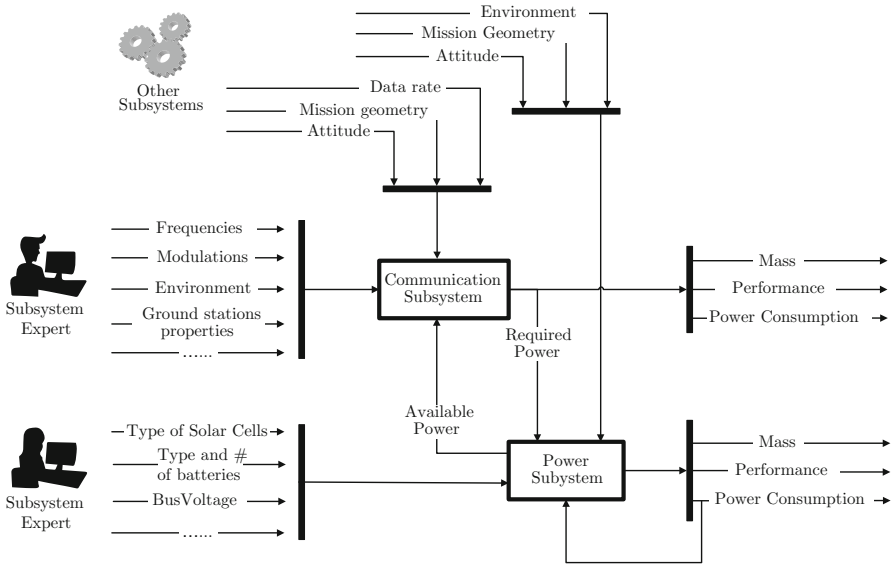 Environment
Mission Geometry
Attitude
Other
Subsystems
Data rate
Mission geometry
Attitude
Frequencies
Modulations
Environment
Ground stations
properties
......
Subsystem
Expert
Communication
Subsystem
Mass
Performance
Power Consumption
Required
Power
Available
Power
Type of Solar Cells
Type and #
of batteries
BusVoltage
......
Subsystem
Expert
Power
Subystem
Mass
Performance
Power Consumption